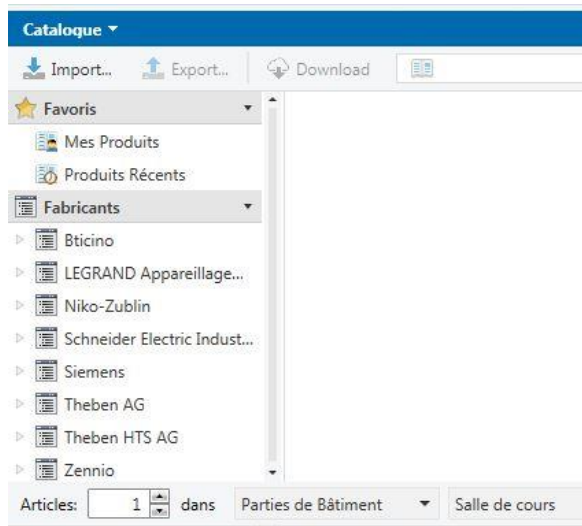 Catalogue
Import... Export... Download
Favoris
Mes Produits
Produits Récents
Fabricants
Bticino
LEGRAND Appareillage...
Niko-Zublin
Schneider Electric Indust...
Siemens
Theben AG
Theben HTS AG
Zennio
Articles: 1 dans Parties de Bâtiment Salle de cours